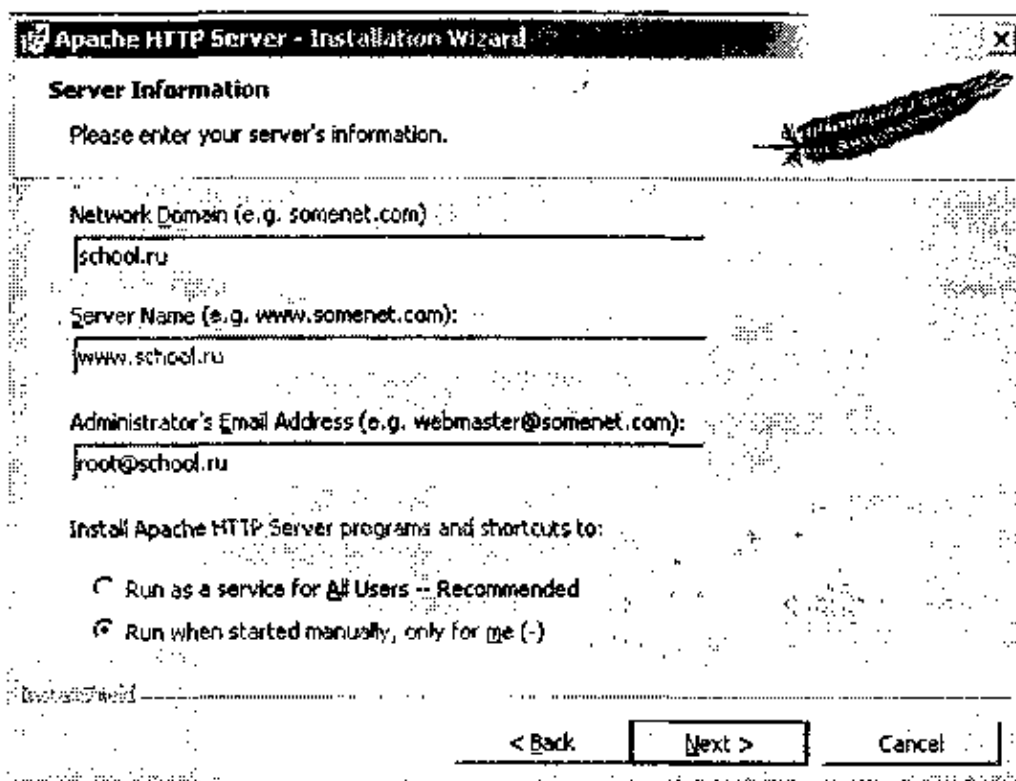 Apache HTTP Server - Installation Wizard
Server Information
Please enter your server's information.
Network Domain (e.g. somenet.com)
school.ru
Server Name (e.g. www.somenet.com):
www.school.ru
Administrator's Email Address (e.g. webmaster@somenet.com):
root@school.ru
Install Apache HTTP Server programs and shortcuts to:
Run as a service for All Users -- Recommended
Run when started manually, only for me (-)
InstallShield
< Back Next > Cancel